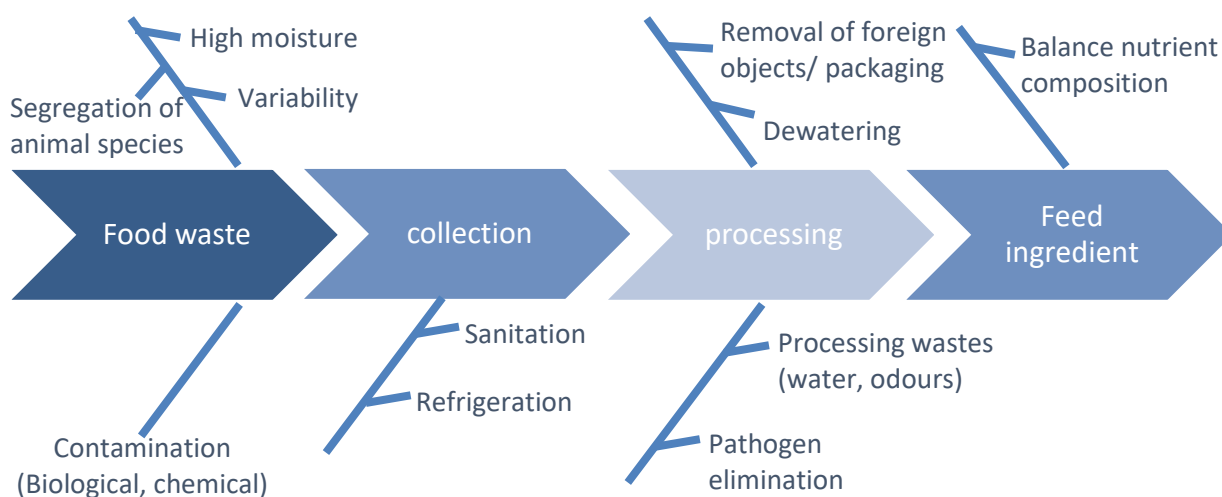 High moisture
Segregation of
animal species
Variability
Removal of foreign
objects/ packaging
Dewatering
Balance nutrient
composition
Food waste
collection
processing
Feed
ingredient
Contamination
(Biological, chemical)
Sanitation
Refrigeration
Processing wastes
(water, odours)
Pathogen
elimination